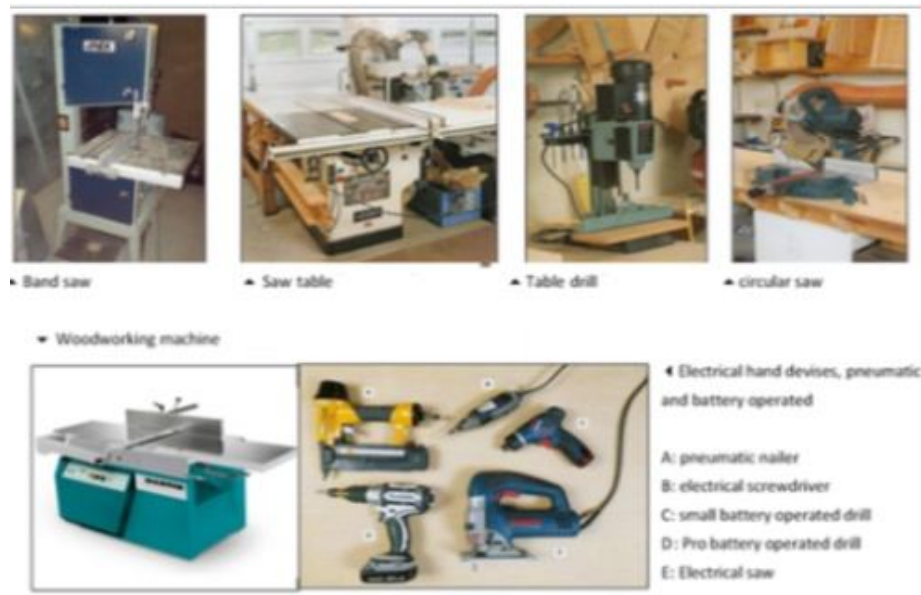 Band saw
Saw table
Table drill
circular saw
Woodworking machine
Electrical hand devises, pneumatic
and battery operated
A: pneumatic nailer
B: electrical screwdriver
C: small battery operated drill
D: Pro battery operated drill
E: Electrical saw